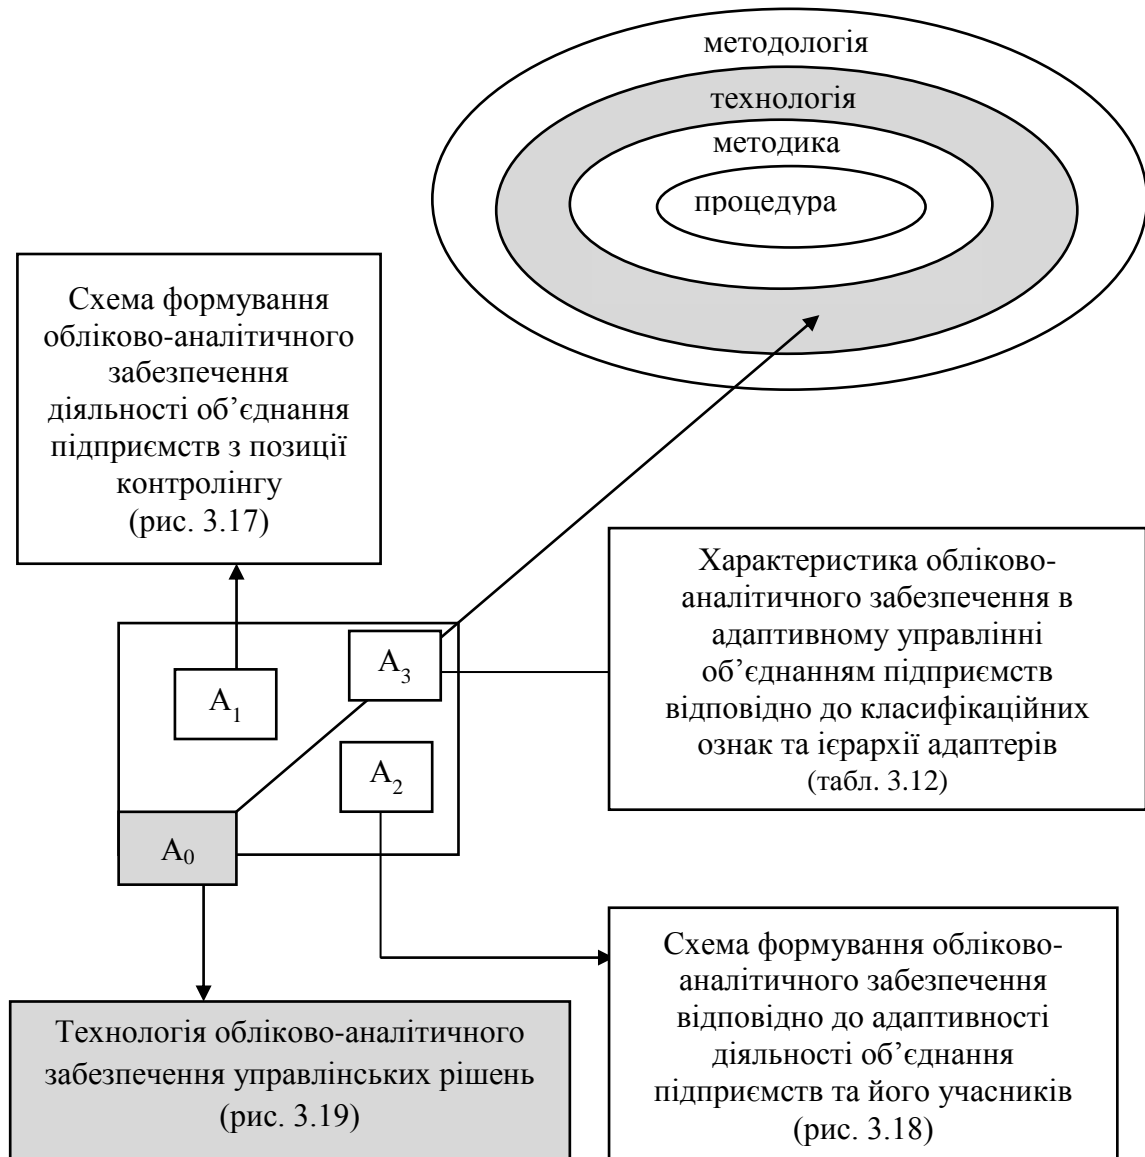 методологія
технологія
методика
процедура
Схема формування
обліково-аналітичного
забезпечення
діяльності об’єднання
підприємств з позиції
контролінгу
(рис. 3.17)
Характеристика обліково-
аналітичного забезпечення в
адаптивному управлінні
об’єднанням підприємств
відповідно до класифікаційних
ознак та ієрархії адаптерів
(табл. 3.12)
A3
A1
A2
A0
Схема формування обліково-
аналітичного забезпечення
відповідно до адаптивності
діяльності об’єднання
підприємств та його учасників
(рис. 3.18)
Технологія обліково-аналітичного
забезпечення управлінських рішень
(рис. 3.19)